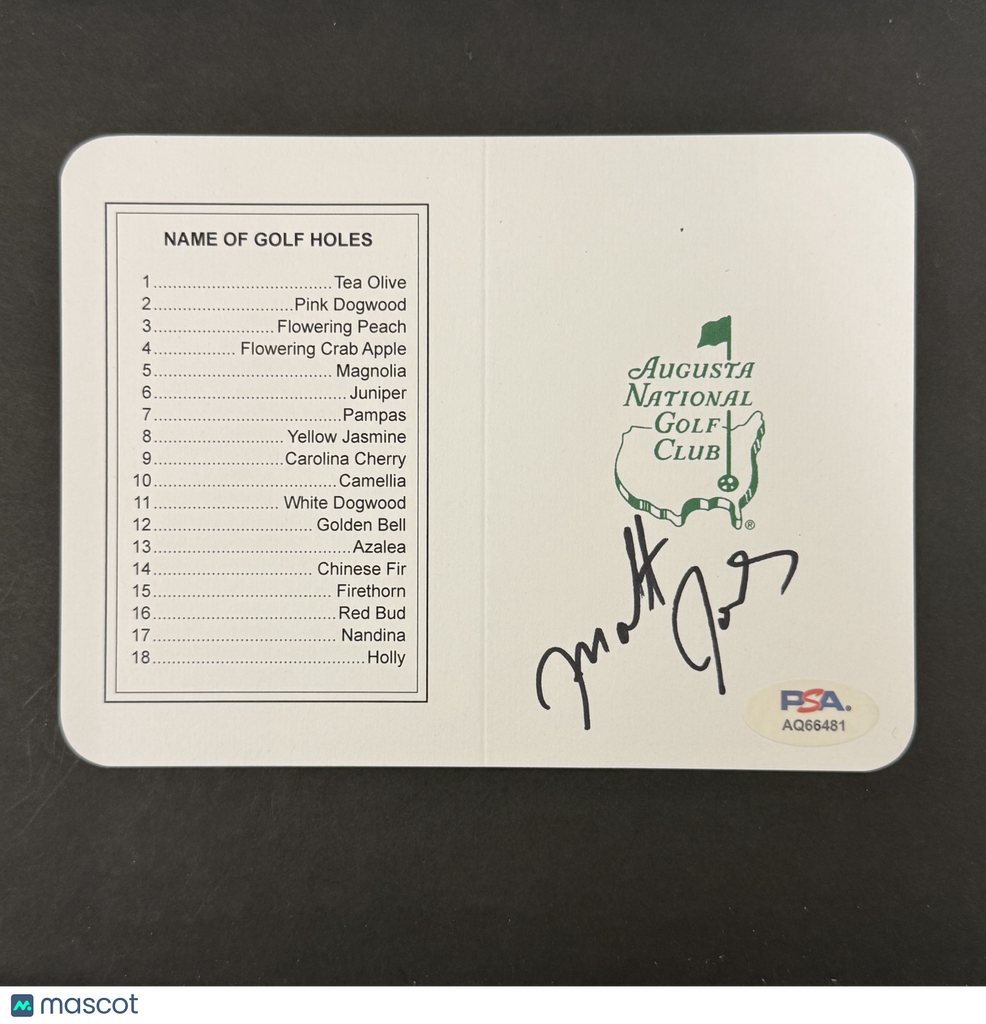 NAME OF GOLF HOLES
1..............................Tea Olive
2.......................Pink Dogwood
3....................Flowering Peach
4.............. Flowering Crab Apple
5..............................Magnolia
6................................Juniper
7...............................Pampas
8......................Yellow Jasmine
9......................Carolina Cherry
10..............................Camellia
11.................... White Dogwood
12.......................... Golden Bell
13.................................Azalea
14.......................... Chinese Fir
15............................. Firethorn
16..............................Red Bud
17...............................Nandina
18...................................Holly
AUGUSTA
NATIONAL
GOLF
CLUB
®
Matt
PSA.
AQ66481
mascot